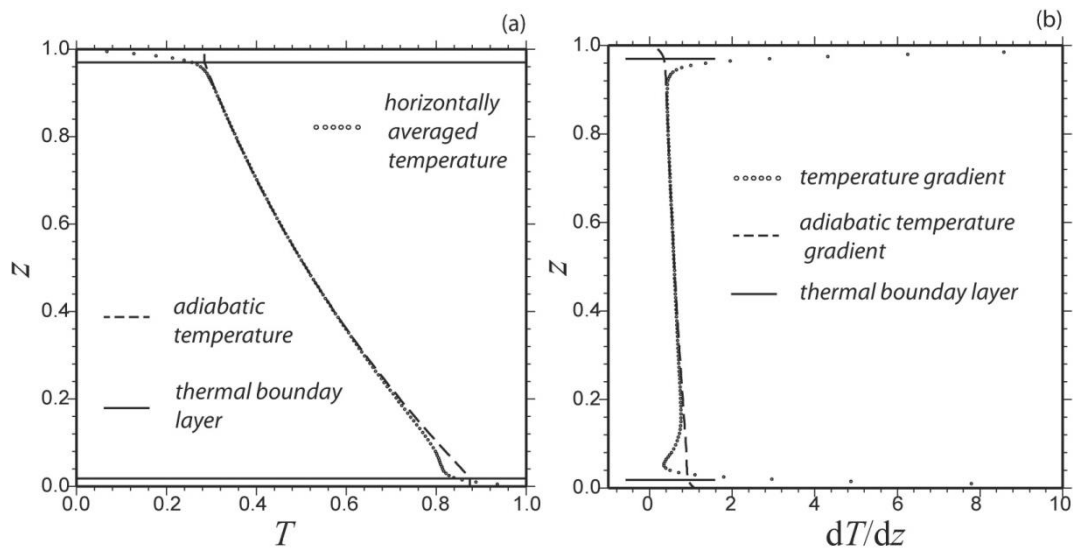 (a)
1.0
0.8
0.6
0.4
0.2
0.0
z
horizontally
averaged
temperature
adiabatic
temperature
thermal bounday
layer
0.0 0.2 0.4 0.6 0.8 1.0
T
(b)
1.0
0.8
0.6
0.4
0.2
0.0
z
temperature gradient
adiabatic temperature
gradient
thermal bounday layer
0 2 4 6 8 10
dT/dz